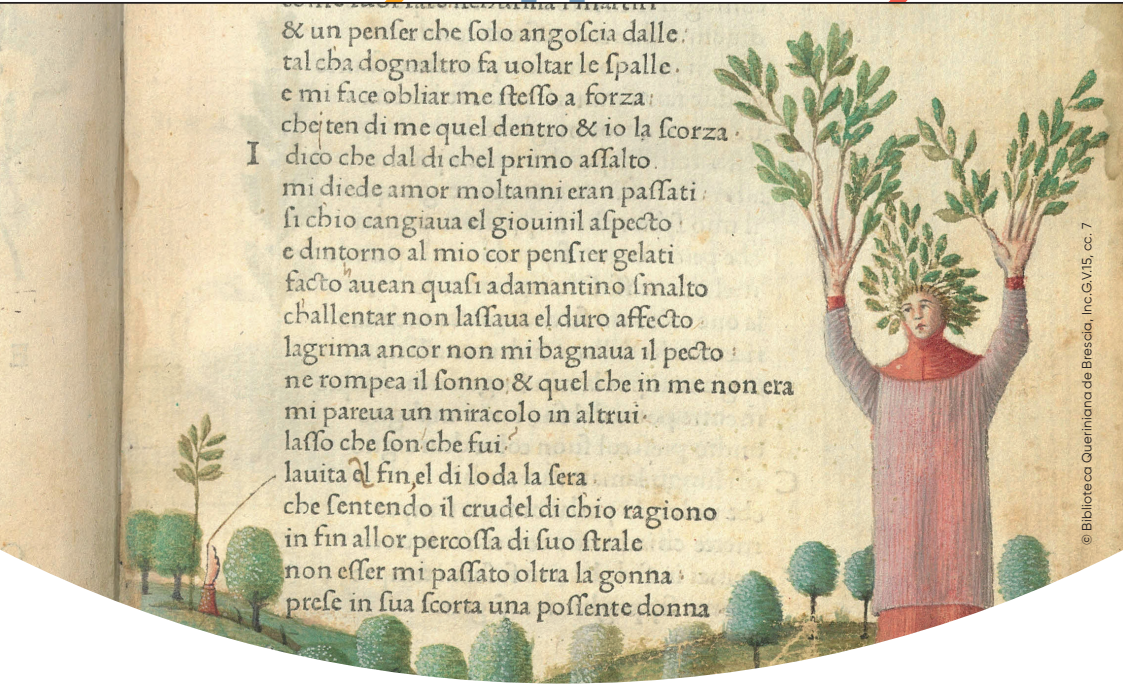 & un penſer che ſolo angoſcia dalle:
tal cha dognaltro fa uoltar le ſpalle.
e mi face obliar me ſteſſo a forza:
che ten di me quel dentro & io la ſcorza.
I dico che dal di chel primo aſſalto.
mi diede amor moltanni eran paſſati:
ſi chio cangiaua el giouinil aſpecto
e dintorno al mio cor penſier gelati
facto auean quaſi adamantino ſmalto
challentar non laſſaua el duro affecto
lagrima ancor non mi bagnaua il pecto:
ne rompea il ſonno; & quel che in me non era
mi pareua un miracolo in altrui.
laſſo che ſon che fui?
lauita el fin, el di loda la ſera
che ſentendo il crudel di chio ragiono
in fin allor percoſſa di ſuo ſtrale
non eſſer mi paſſato oltra la gonna:
preſe in ſua ſcorta una poſſente donna
© Biblioteca Queriniana de Brescia, Inc.G.V.15, cc. 7